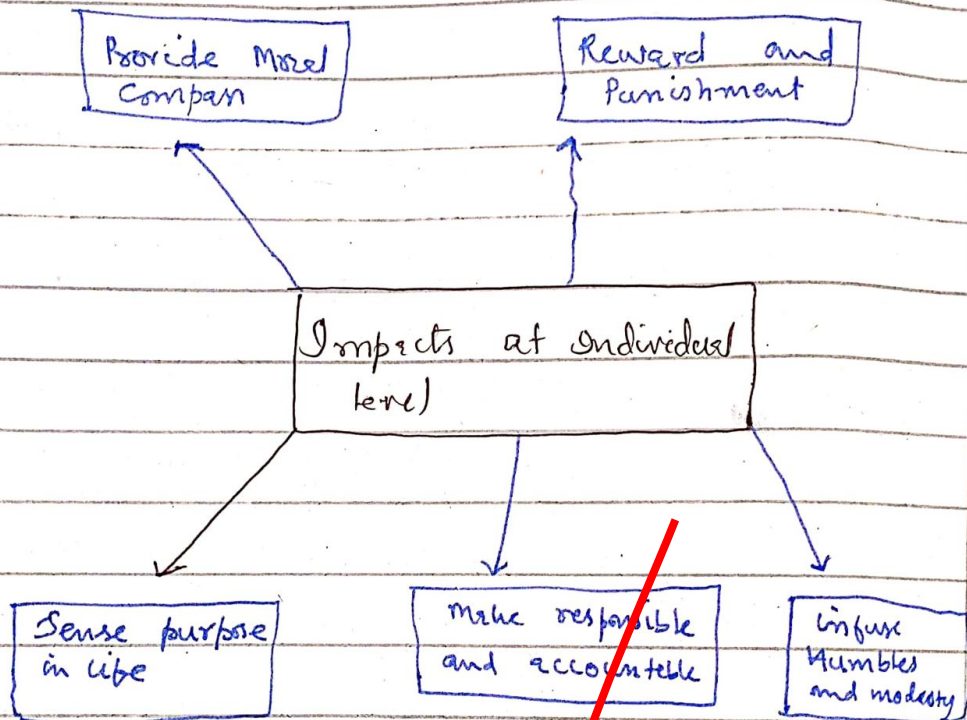 Provide Moral
Compan
Reward and
Punishment
Impacts at Individual
level
Sense purpose
in life
Make responsible
and accountable
infuse
Humbles
and modesty